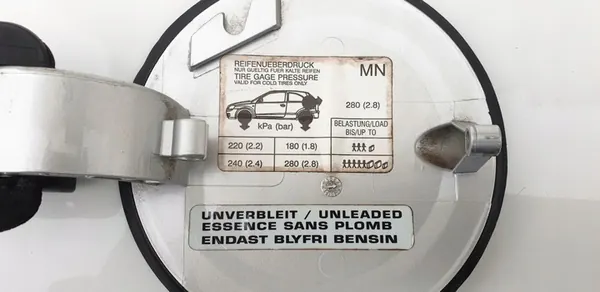 REIFENUEBERDRUCK
NUR GUELTIG FUER KALTE REIFEN
TIRE GAGE PRESSURE
VALID FOR COLD TIRES ONLY
MN
280 (2.8)
kPa (bar)
BELASTUNG/LOAD
BIS/UP TO
220 (2.2) 180 (1.8)
240 (2.4) 280 (2.8)
UNVERBLEIT / UNLEADED
ESSENCE SANS PLOMB
ENDAST BLYFRI BENSIN